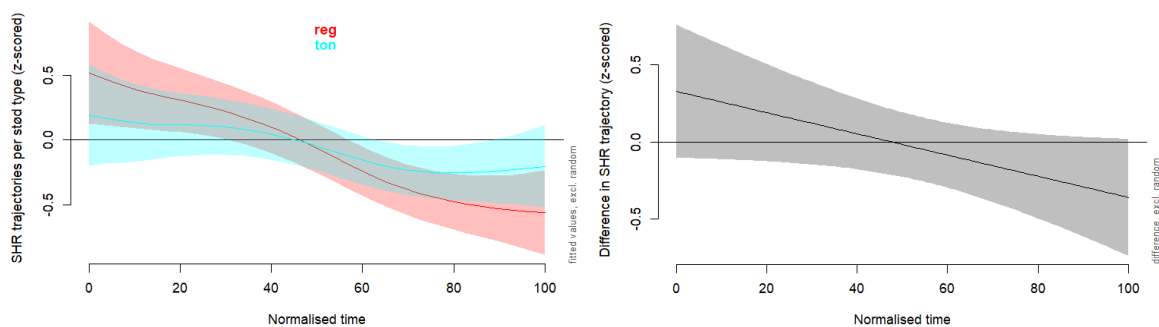 SHR trajectories per stød type (z-scored)
reg
ton
0.5
0.0
-0.5
0 20 40 60 80 100
Normalised time
fitted values, excl. random
Difference in SHR trajectory (z-scored)
0.5
0.0
-0.5
0 20 40 60 80 100
Normalised time
difference, excl. random